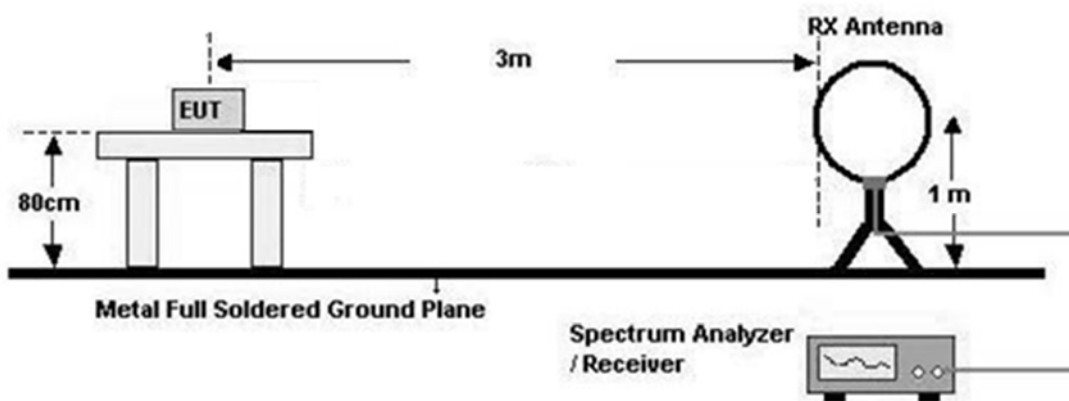 RX Antenna
3m
EUT
80cm
1 m
Metal Full Soldered Ground Plane
Spectrum Analyzer
/ Receiver